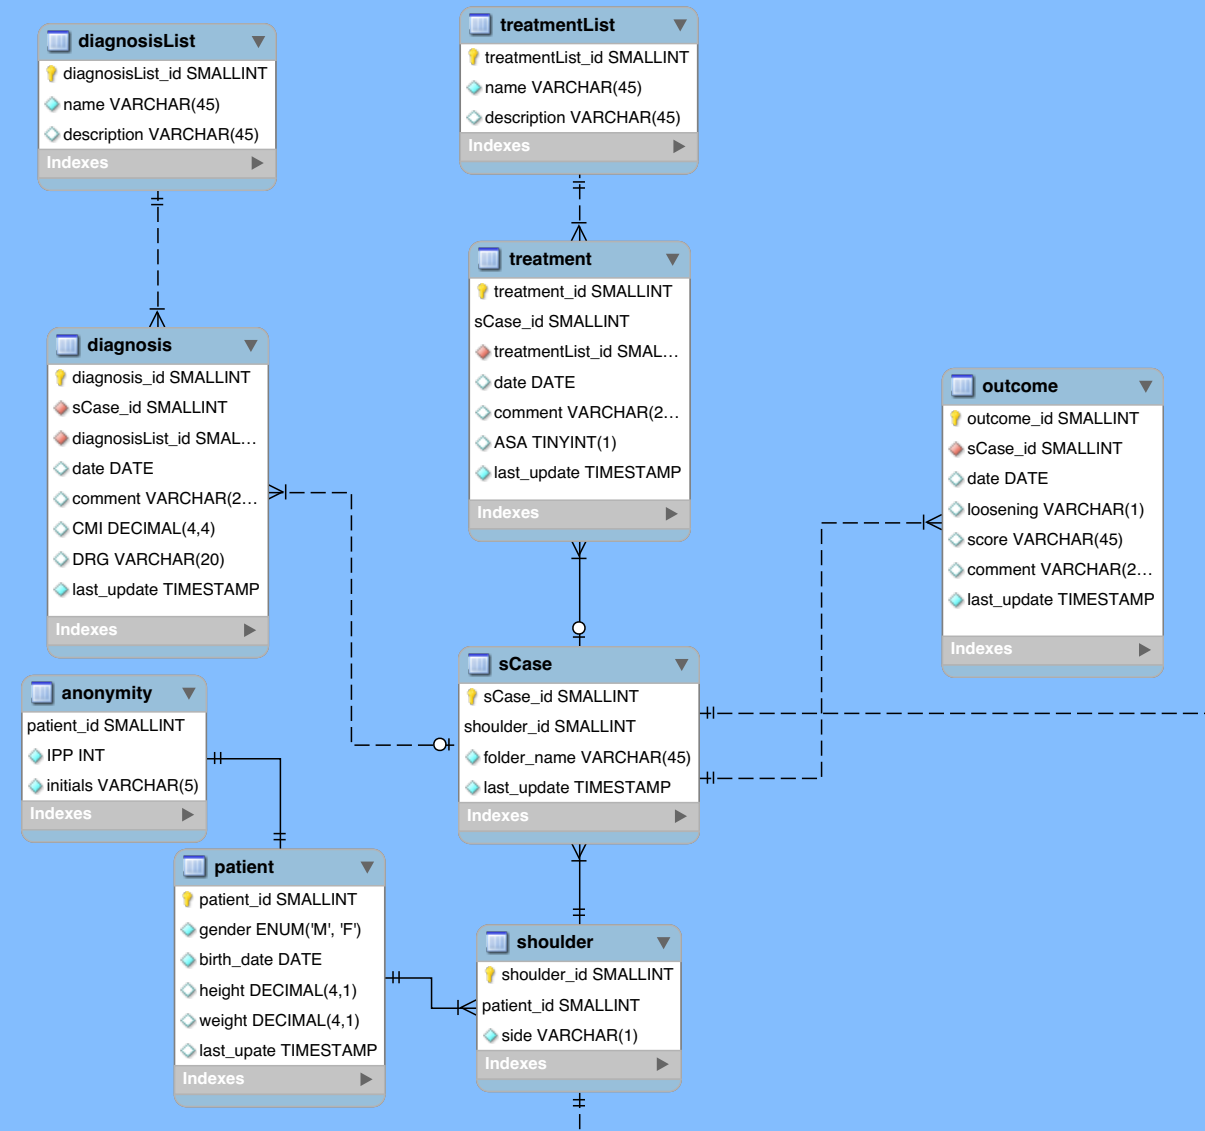 diagnosisList
diagnosisList_id SMALLINT
name VARCHAR(45)
description VARCHAR(45)
Indexes
treatmentList
treatmentList_id SMALLINT
name VARCHAR(45)
description VARCHAR(45)
Indexes
treatment
treatment_id SMALLINT
sCase_id SMALLINT
treatmentList_id SMAL...
date DATE
comment VARCHAR(2...
ASA TINYINT(1)
last_update TIMESTAMP
Indexes
diagnosis
diagnosis_id SMALLINT
sCase_id SMALLINT
diagnosisList_id SMAL...
date DATE
comment VARCHAR(2...
CMI DECIMAL(4,4)
DRG VARCHAR(20)
last_update TIMESTAMP
Indexes
outcome
outcome_id SMALLINT
sCase_id SMALLINT
date DATE
loosening VARCHAR(1)
score VARCHAR(45)
comment VARCHAR(2...
last_update TIMESTAMP
Indexes
sCase
sCase_id SMALLINT
shoulder_id SMALLINT
folder_name VARCHAR(45)
last_update TIMESTAMP
Indexes
anonymity
patient_id SMALLINT
IPP INT
initials VARCHAR(5)
Indexes
patient
patient_id SMALLINT
gender ENUM('M', 'F')
birth_date DATE
height DECIMAL(4,1)
weight DECIMAL(4,1)
last_upate TIMESTAMP
Indexes
shoulder
shoulder_id SMALLINT
patient_id SMALLINT
side VARCHAR(1)
Indexes